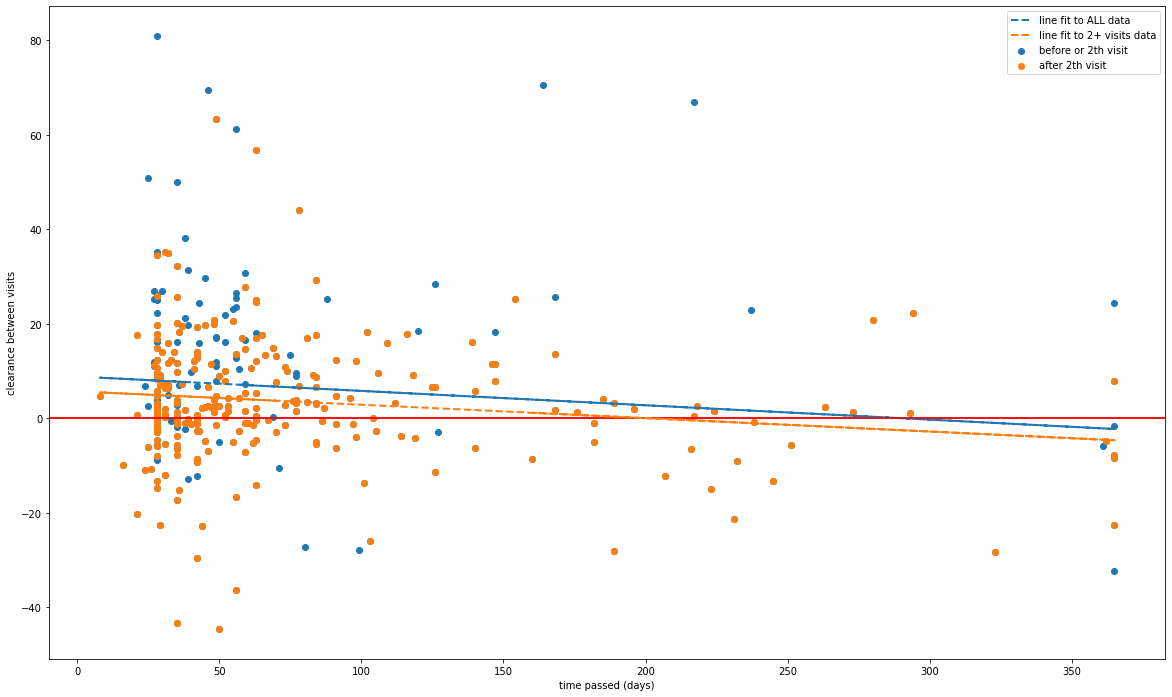 line fit to ALL data
line fit to 2+ visits data
before or 2th visit
after 2th visit
clearance between visits
80
60
40
20
0
−20
−40
0
50
100
150
200
250
300
350
time passed (days)